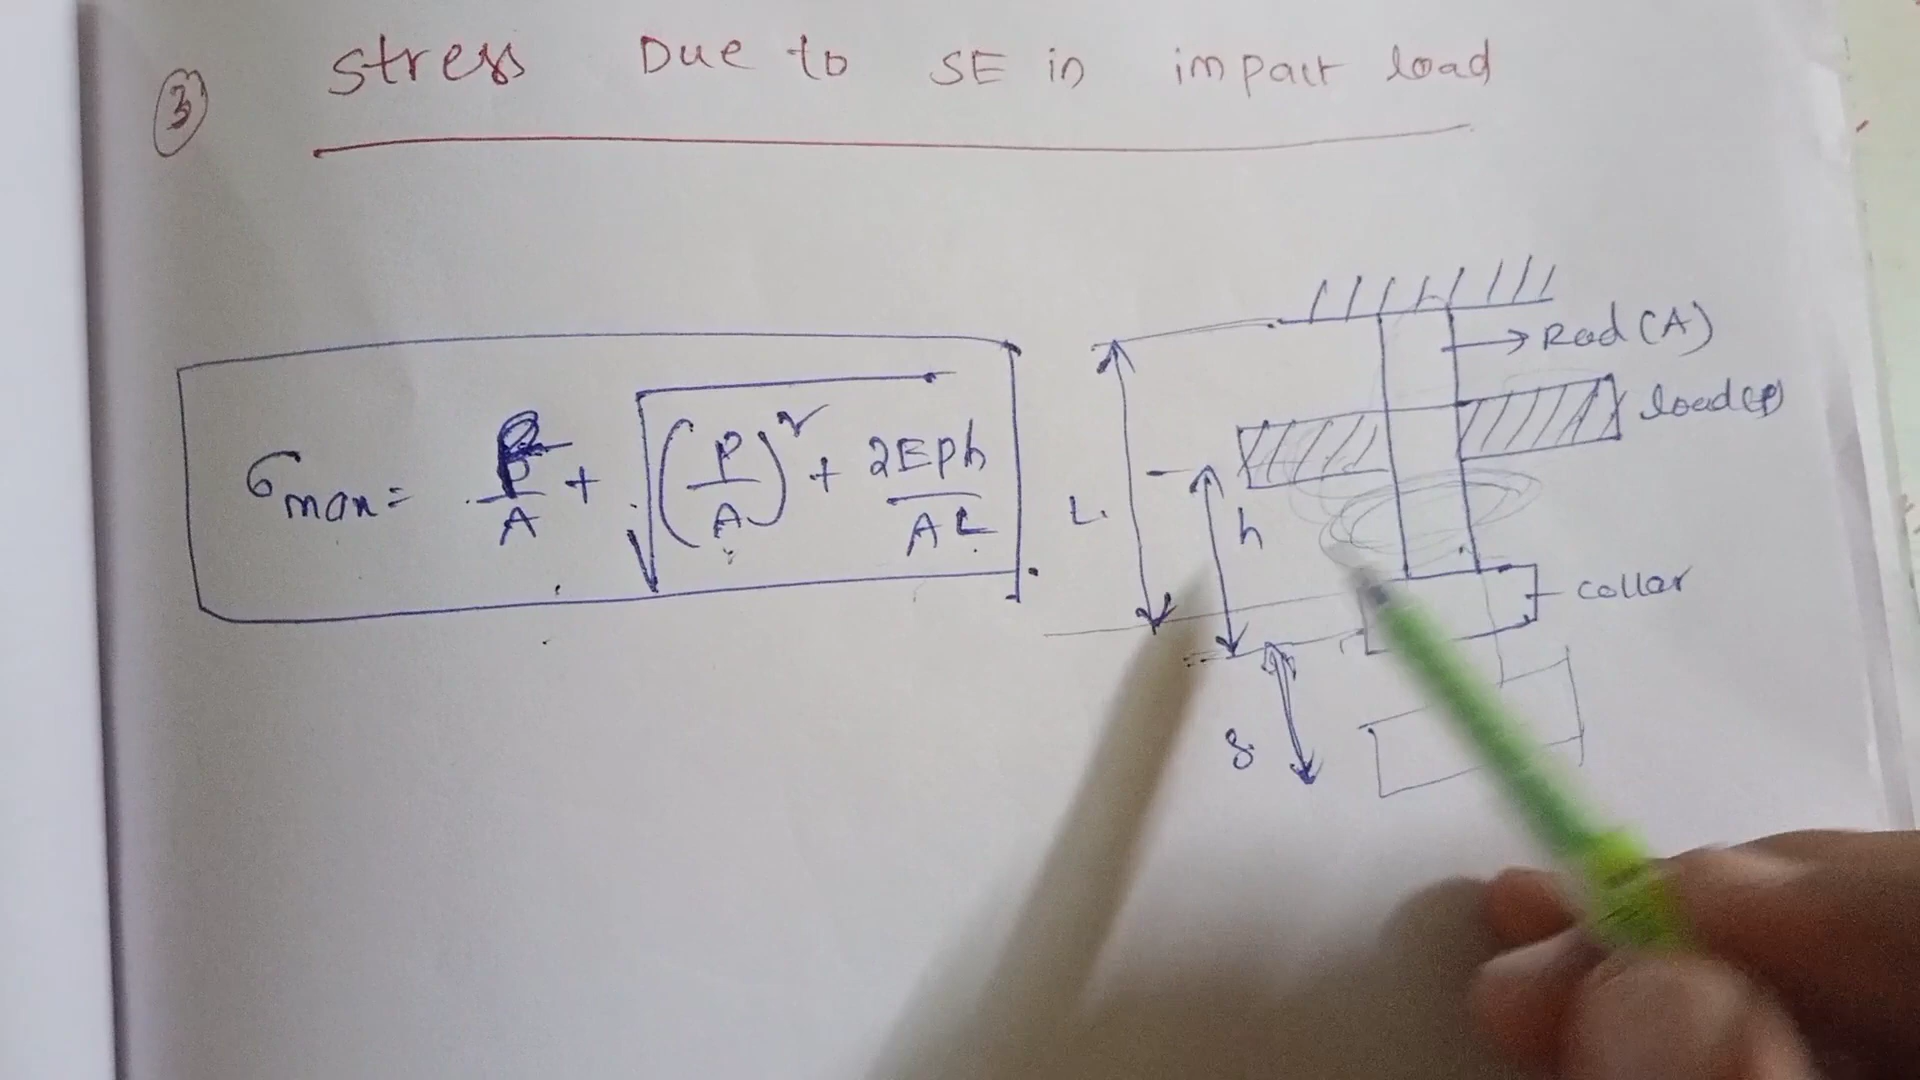 3
stress Due to SE in impact load
σmax = P/A + √((P/A)² + 2EPh/AL)
Rod (A)
load(P)
L
h
collar
δ